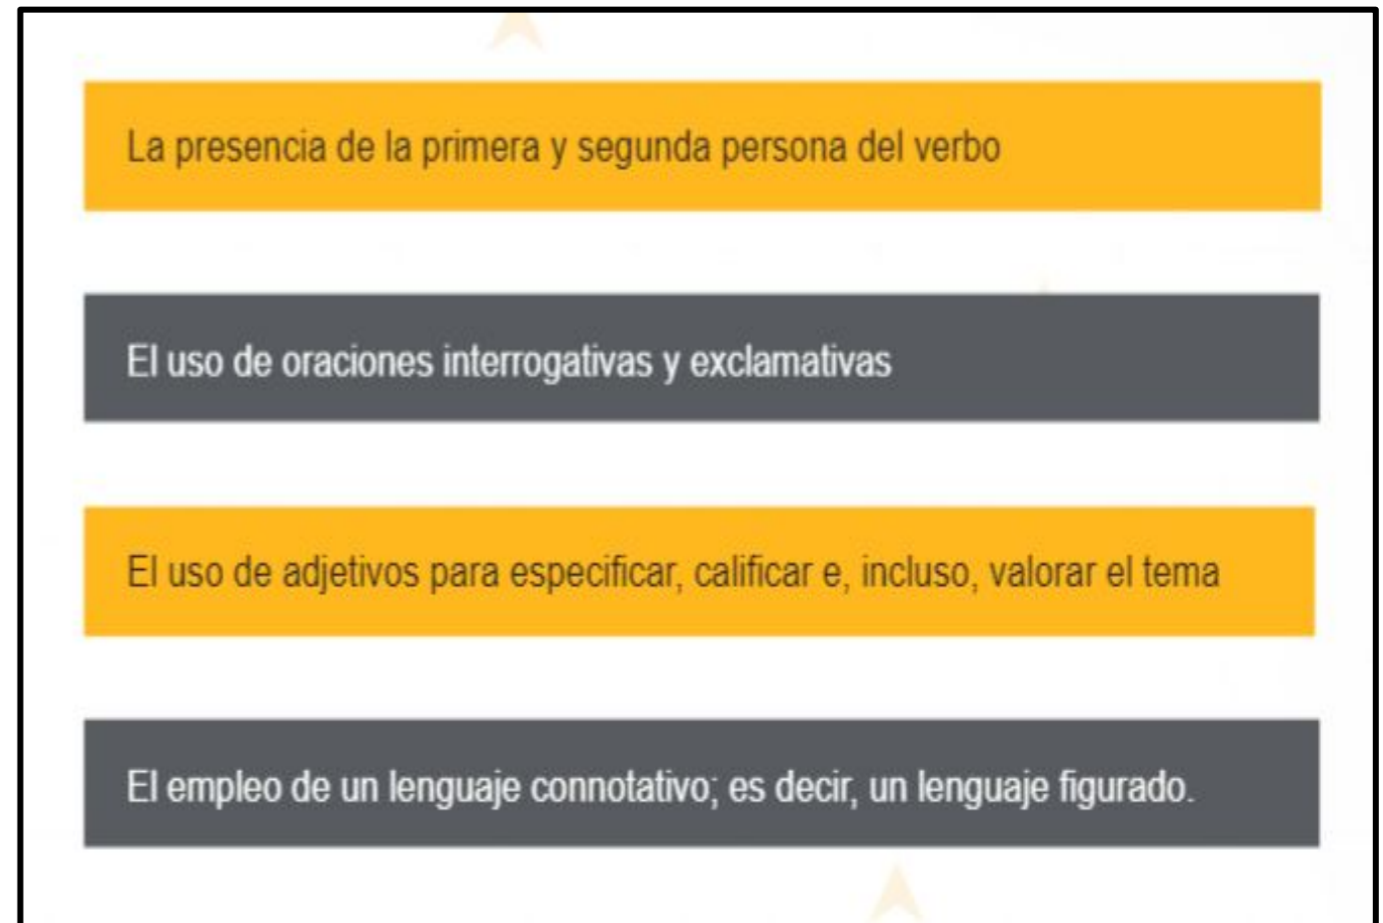 La presencia de la primera y segunda persona del verbo
El uso de oraciones interrogativas y exclamativas
El uso de adjetivos para especificar, calificar e, incluso, valorar el tema
El empleo de un lenguaje connotativo; es decir, un lenguaje figurado.